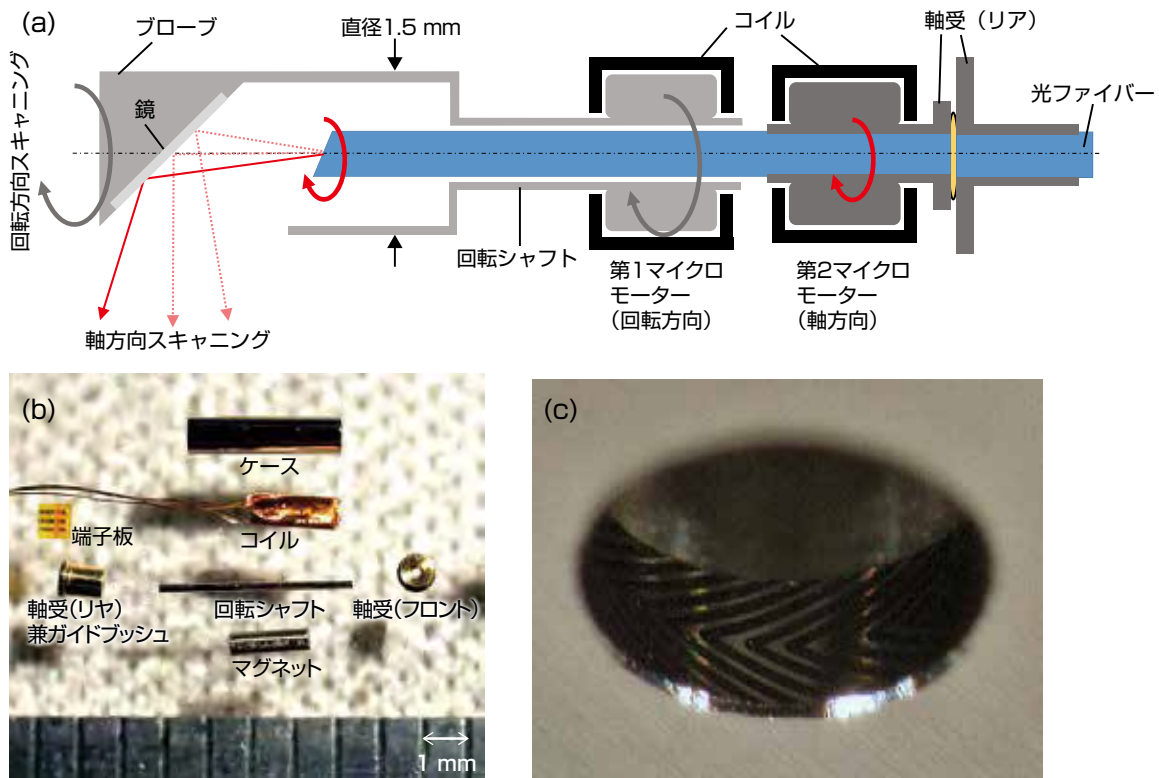 (a)
ブローブ
直径1.5 mm
コイル
軸受（リア）
光ファイバー
鏡
回転方向スキャニング
回転シャフト
第1マイクロ
モーター
（回転方向）
第2マイクロ
モーター
（軸方向）
軸方向スキャニング
(b)
ケース
端子板
コイル
軸受(リヤ)
兼ガイドブッシュ
回転シャフト
軸受(フロント)
マグネット
1 mm
(c)